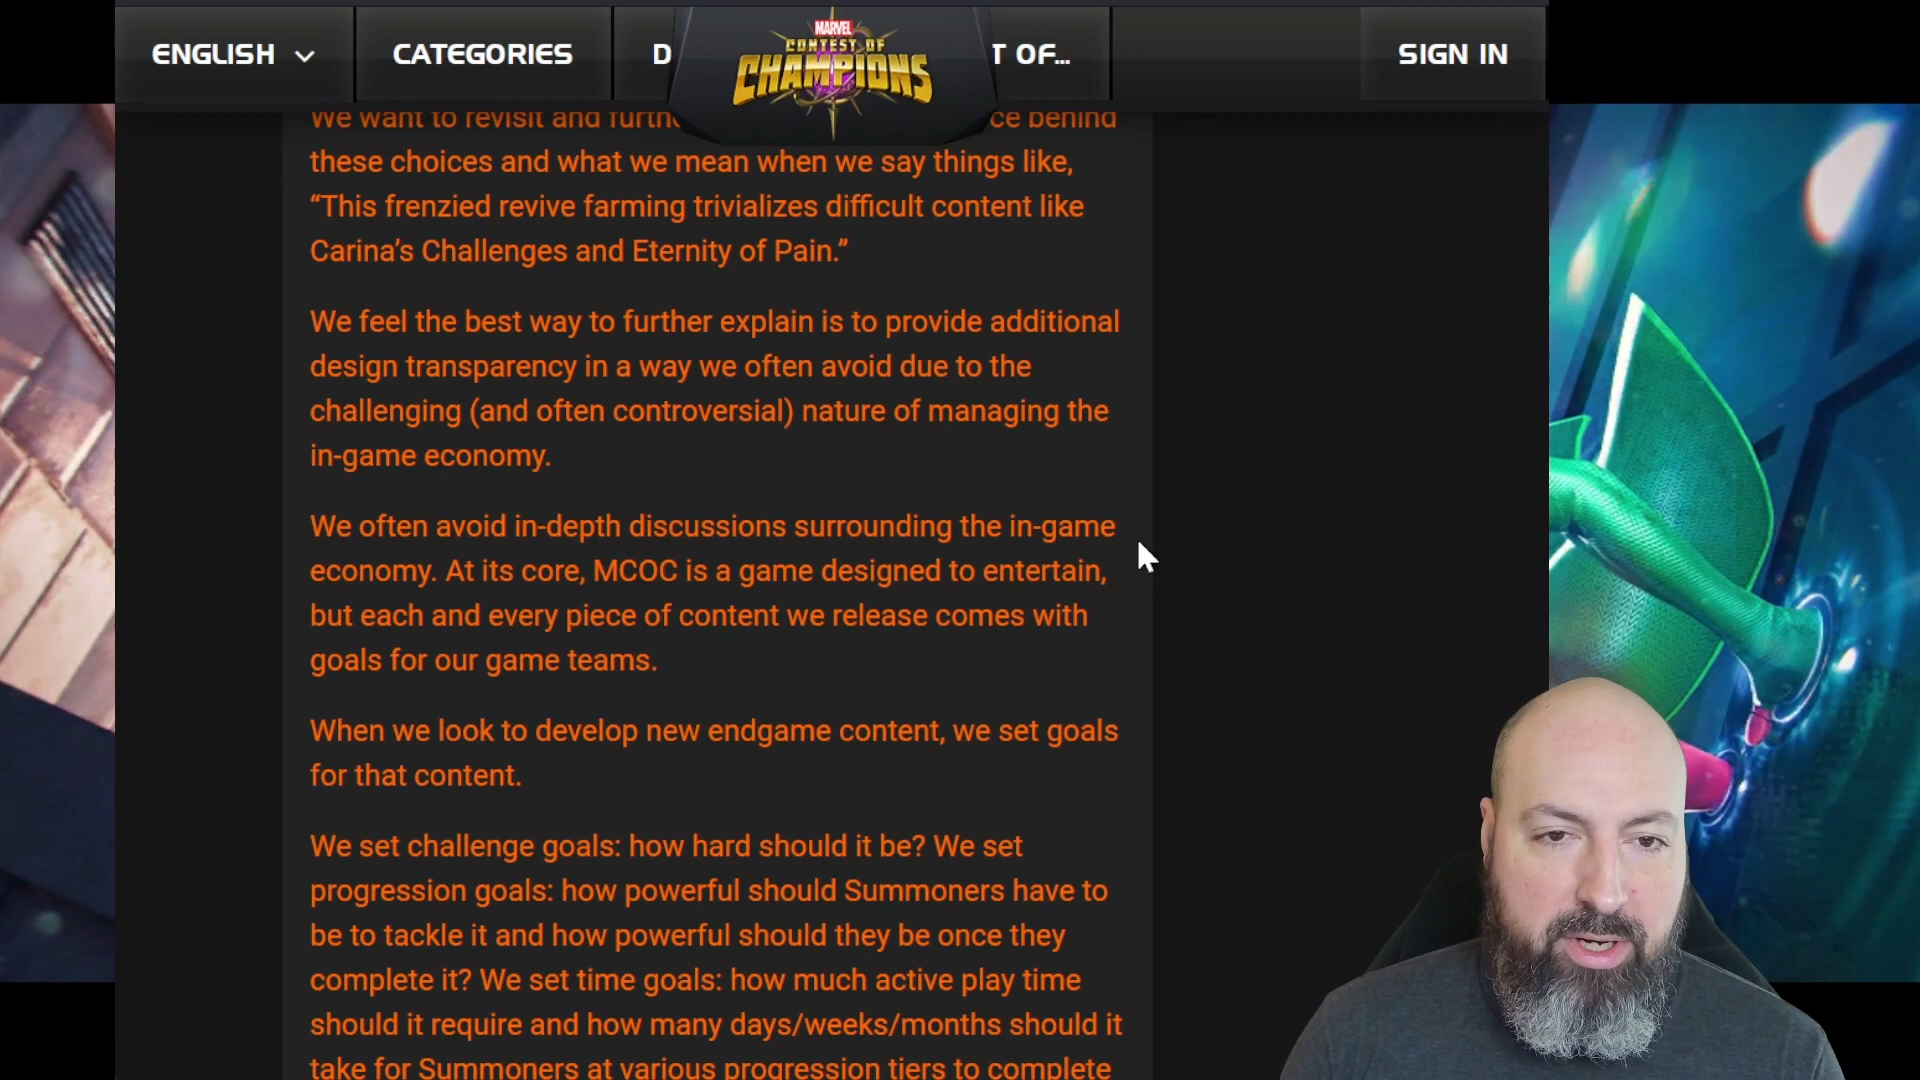 ENGLISH
CATEGORIES
D
MARVEL
CONTEST OF
CHAMPIONS
T OF...
SIGN IN
We want to revisit and furth
ce behind
these choices and what we mean when we say things like,
“This frenzied revive farming trivializes difficult content like
Carina’s Challenges and Eternity of Pain.”
We feel the best way to further explain is to provide additional
design transparency in a way we often avoid due to the
challenging (and often controversial) nature of managing the
in-game economy.
We often avoid in-depth discussions surrounding the in-game
economy. At its core, MCOC is a game designed to entertain,
but each and every piece of content we release comes with
goals for our game teams.
When we look to develop new endgame content, we set goals
for that content.
We set challenge goals: how hard should it be? We set
progression goals: how powerful should Summoners have to
be to tackle it and how powerful should they be once they
complete it? We set time goals: how much active play time
should it require and how many days/weeks/months should it
take for Summoners at various progression tiers to complete